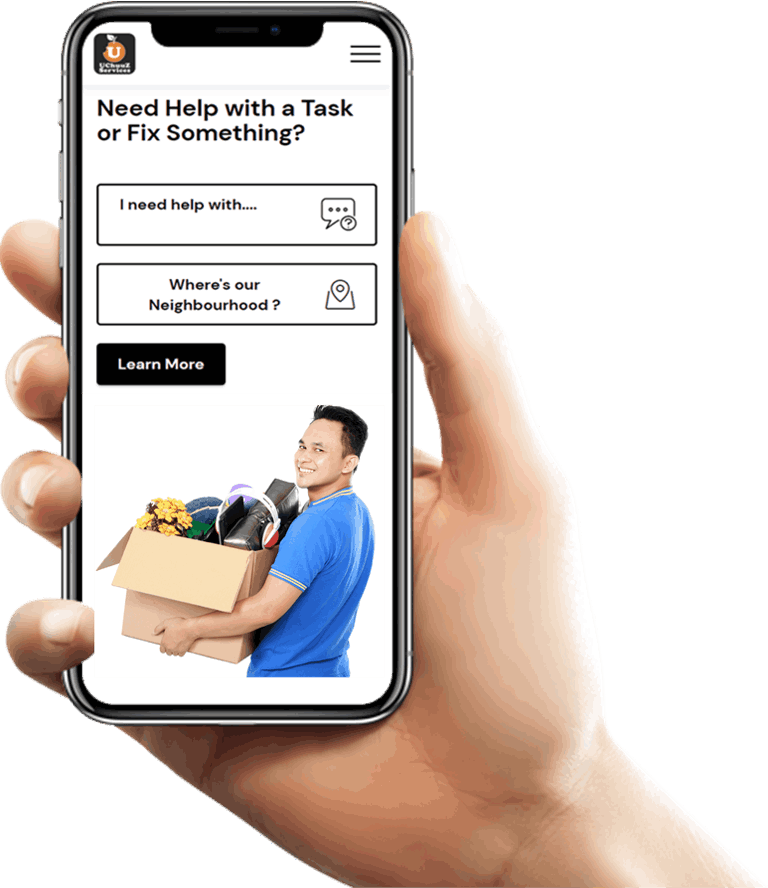 U
UChuuZ
Services
Need Help with a Task
or Fix Something?
I need help with....
Where's our
Neighbourhood ?
Learn More